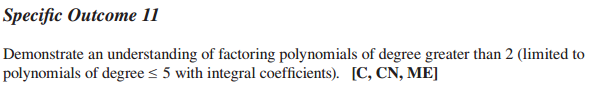 Specific Outcome 11
Demonstrate an understanding of factoring polynomials of degree greater than 2 (limited to
polynomials of degree ≤ 5 with integral coefficients). [C, CN, ME]